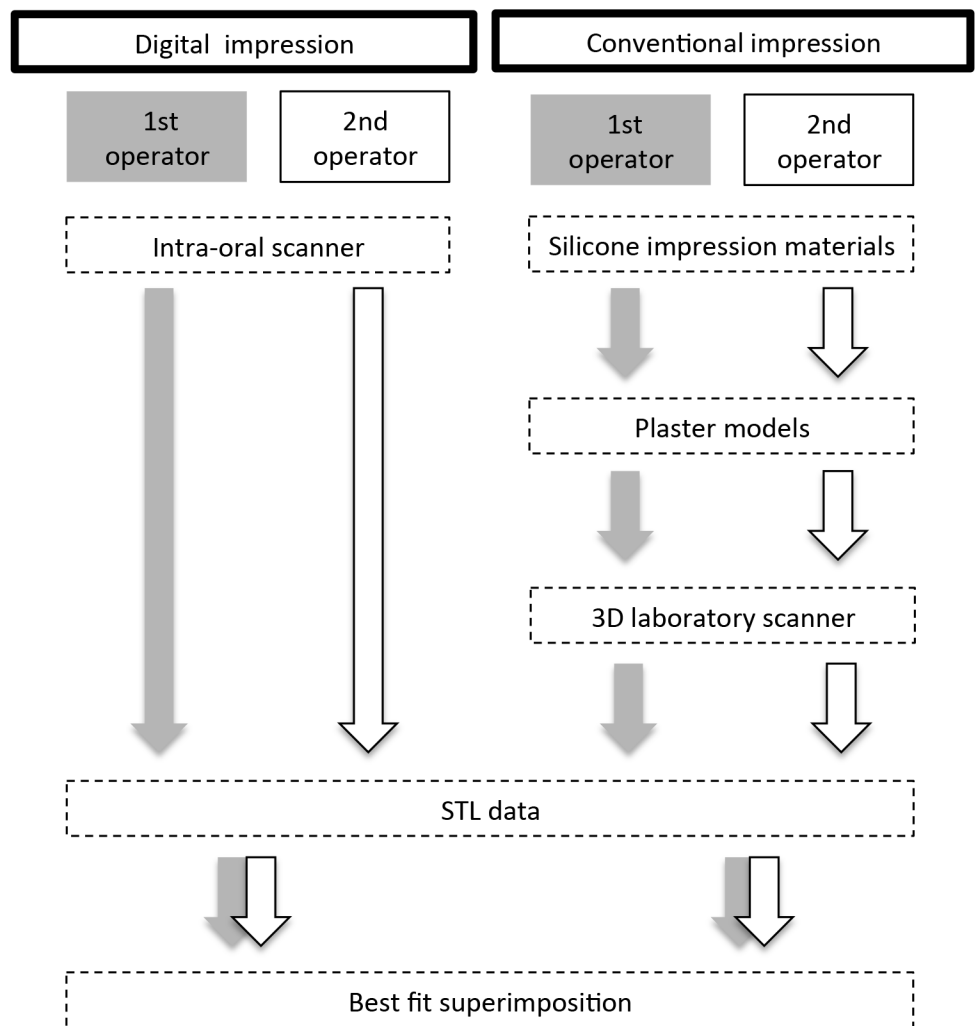 Digital impression
Conventional impression
1st
operator
2nd
operator
1st
operator
2nd
operator
Intra-oral scanner
Silicone impression materials
Plaster models
3D laboratory scanner
STL data
Best fit superimposition